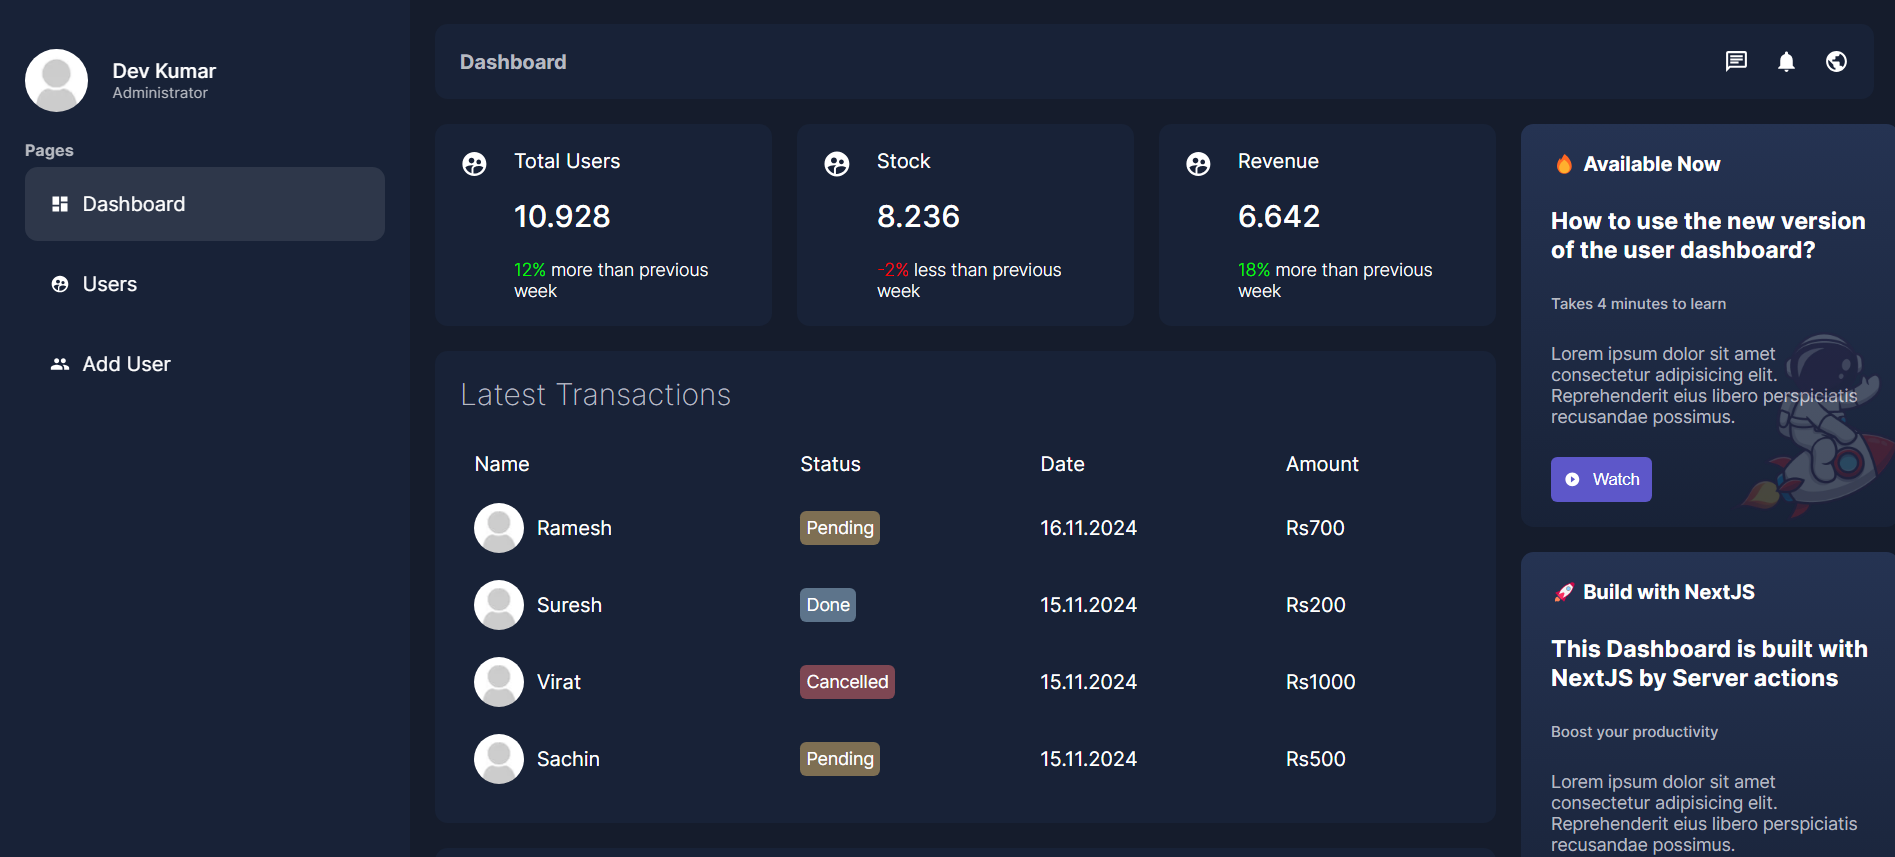 Dev Kumar
Administrator
Pages
Dashboard
Users
Add User
Dashboard
Total Users
10.928
12% more than previous
week
Stock
8.236
-2% less than previous
week
Revenue
6.642
18% more than previous
week
Latest Transactions
Name Status Date Amount
Ramesh Pending 16.11.2024 Rs700
Suresh Done 15.11.2024 Rs200
Virat Cancelled 15.11.2024 Rs1000
Sachin Pending 15.11.2024 Rs500
🔥 Available Now
How to use the new version
of the user dashboard?
Takes 4 minutes to learn
Lorem ipsum dolor sit amet
consectetur adipisicing elit.
Reprehenderit eius libero perspiciatis
recusandae possimus.
Watch
🚀 Build with NextJS
This Dashboard is built with
NextJS by Server actions
Boost your productivity
Lorem ipsum dolor sit amet
consectetur adipisicing elit.
Reprehenderit eius libero perspiciatis
recusandae possimus.